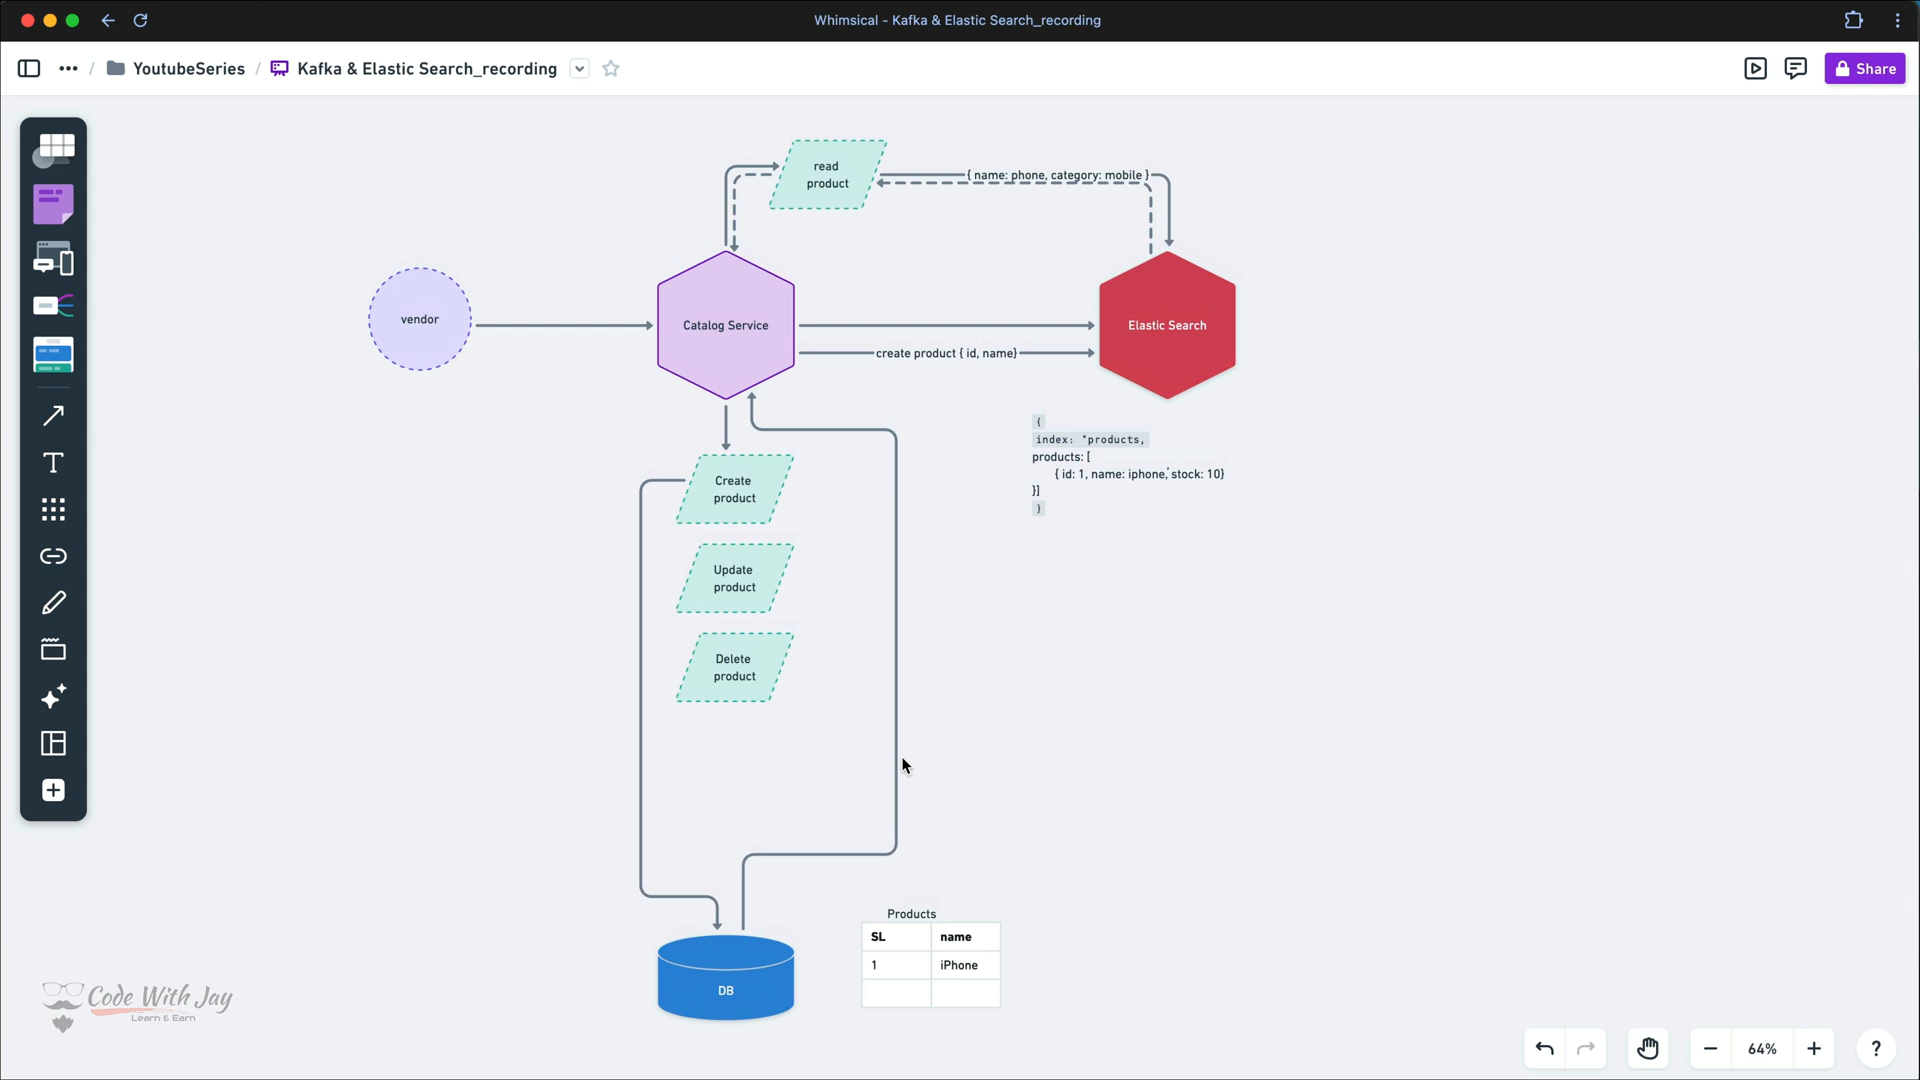 Whimsical - Kafka & Elastic Search_recording
/ YoutubeSeries / Kafka & Elastic Search_recording
Share
read
product
{ name: phone, category: mobile }
vendor
Catalog Service
Elastic Search
create product { id, name}
{
index: "products,
products: [
{ id: 1, name: iphone,' stock: 10}
}]
}
Create
product
Update
product
Delete
product
Products
SL name
1 iPhone
DB
Code With Jay
Learn & Earn
64%
?